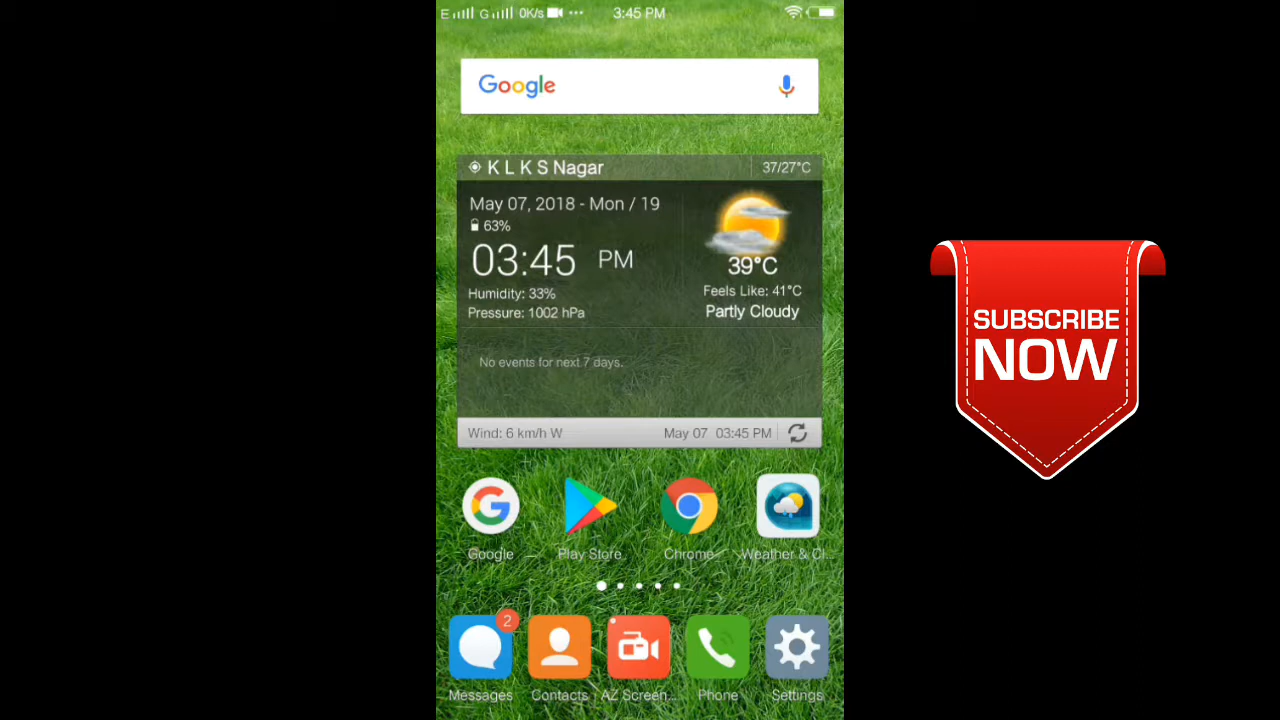 E G 0K/s ••• 3:45 PM
Google
K L K S Nagar 37/27°C
May 07, 2018 - Mon / 19
63%
03:45 PM
39°C
Humidity: 33%
Feels Like: 41°C
Pressure: 1002 hPa
Partly Cloudy
No events for next 7 days.
Wind: 6 km/h W May 07 03:45 PM
Google Play Store Chrome Weather & Cl...
2
Messages Contacts AZ Screen... Phone Settings
SUBSCRIBE
NOW